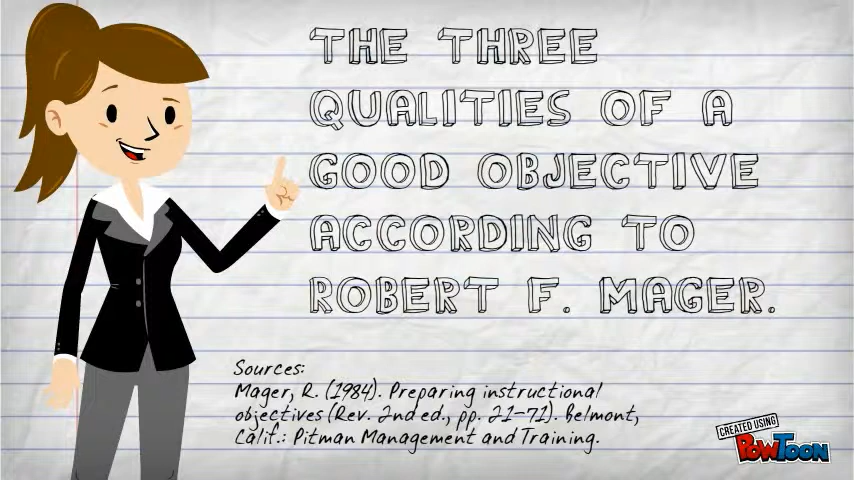 THE THREE
QUALITIES OF A
GOOD OBJECTIVE
ACCORDING TO
ROBERT F. MAGER.
Sources:
Mager, R. (1984). Preparing instructional
objectives (Rev. 2nd ed., pp. 21-71). Belmont,
Calif.: Pitman Management and Training.
CREATED USING
POWTOON